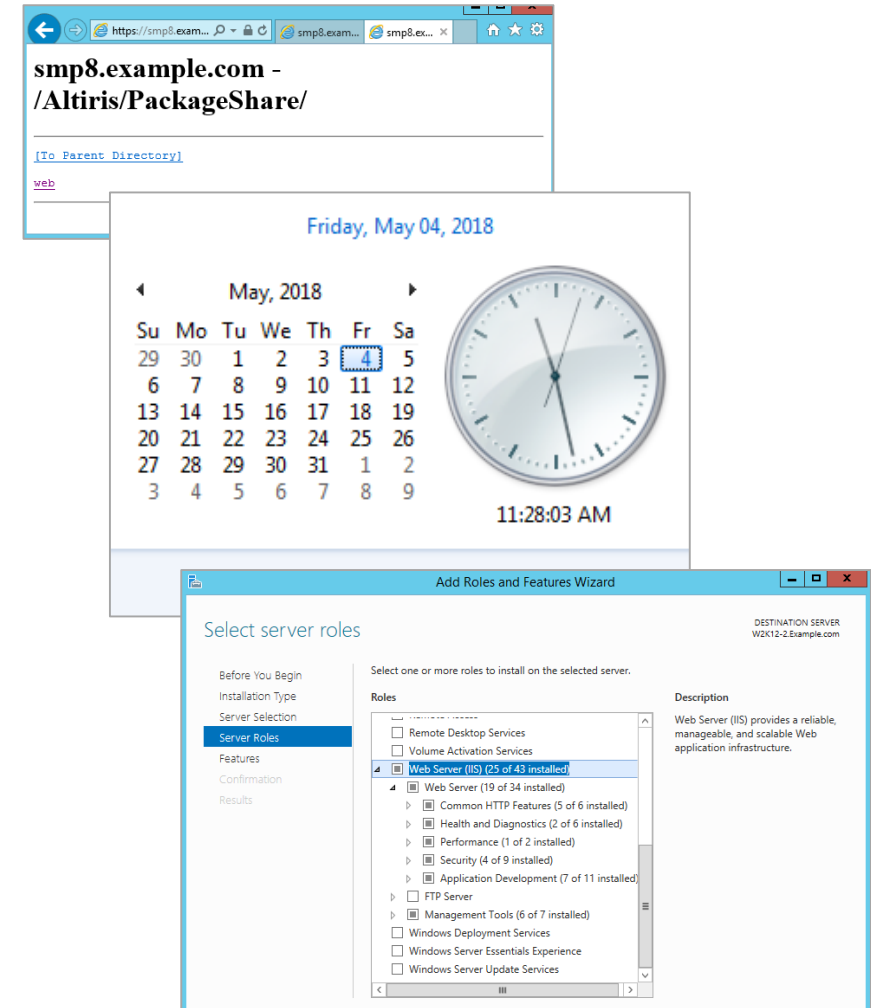 https://smp8.exam...
smp8.exam...
smp8.ex...
smp8.example.com -
/Altiris/PackageShare/
[To Parent Directory]
web
Friday, May 04, 2018
May, 2018
Su Mo Tu We Th Fr Sa
29 30 1 2 3 4 5
6 7 8 9 10 11 12
13 14 15 16 17 18 19
20 21 22 23 24 25 26
27 28 29 30 31 1 2
3 4 5 6 7 8 9
11:28:03 AM
Add Roles and Features Wizard
Select server roles
DESTINATION SERVER
W2K12-2.Example.com
Before You Begin
Installation Type
Server Selection
Server Roles
Features
Confirmation
Results
Select one or more roles to install on the selected server.
Roles
Remote Desktop Services
Volume Activation Services
Web Server (IIS) (25 of 43 installed)
Web Server (19 of 34 installed)
Common HTTP Features (5 of 6 installed)
Health and Diagnostics (2 of 6 installed)
Performance (1 of 2 installed)
Security (4 of 9 installed)
Application Development (7 of 11 installed)
FTP Server
Management Tools (6 of 7 installed)
Windows Deployment Services
Windows Server Essentials Experience
Windows Server Update Services
Description
Web Server (IIS) provides a reliable,
manageable, and scalable Web
application infrastructure.